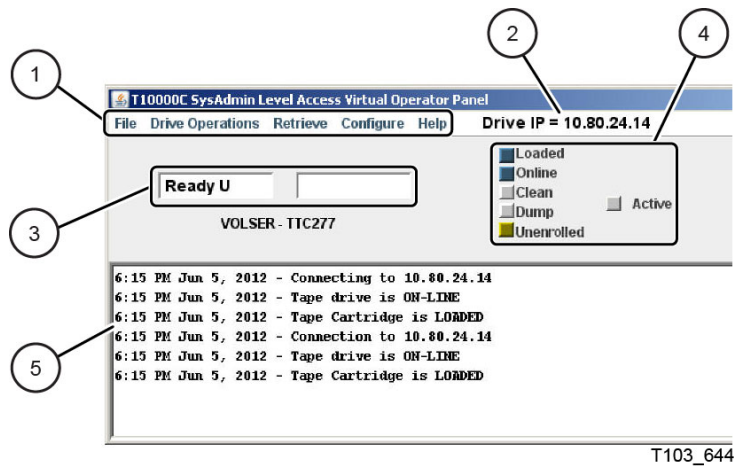 2
4
1
T10000C SysAdmin Level Access Virtual Operator Panel
File Drive Operations Retrieve Configure Help Drive IP = 10.80.24.14
Loaded
Online
Clean
Dump
Unenrolled
Active
Ready U
VOLSER - TTC277
3
6:15 PM Jun 5, 2012 - Connecting to 10.80.24.14
6:15 PM Jun 5, 2012 - Tape drive is ON-LINE
6:15 PM Jun 5, 2012 - Tape Cartridge is LOADED
6:15 PM Jun 5, 2012 - Connection to 10.80.24.14
6:15 PM Jun 5, 2012 - Tape drive is ON-LINE
6:15 PM Jun 5, 2012 - Tape Cartridge is LOADED
5
T103_644